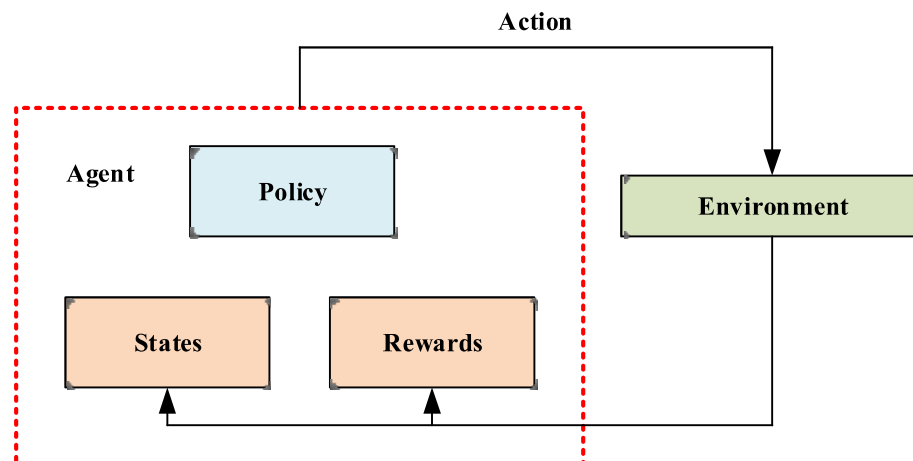 Action
Agent
Policy
Environment
States
Rewards